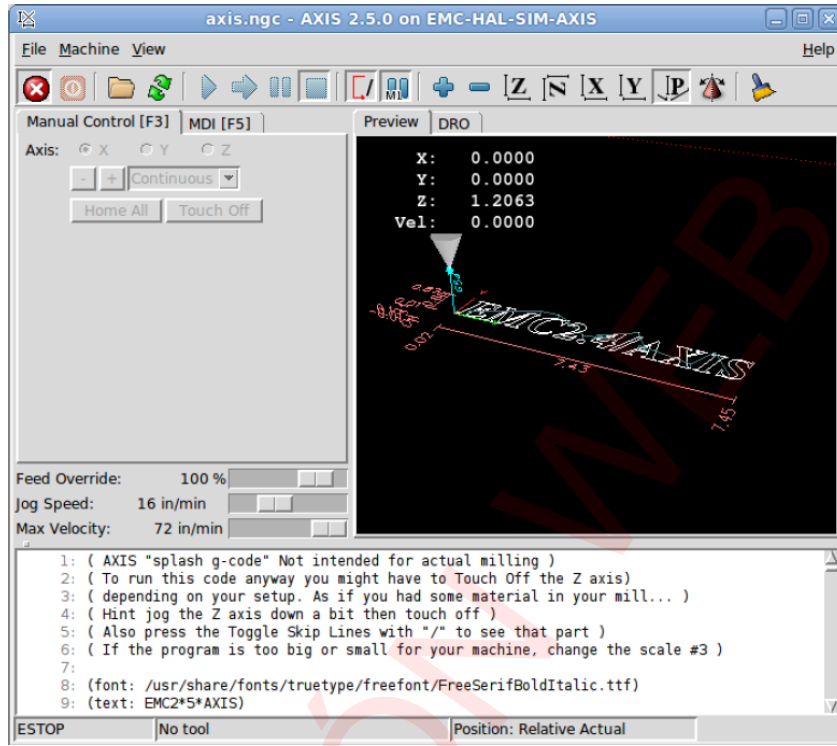 axis.ngc - AXIS 2.5.0 on EMC-HAL-SIM-AXIS
File Machine View Help
Manual Control [F3] MDI [F5] Preview DRO
Axis: X Y Z
- + Continuous
Home All Touch Off
X: 0.0000
Y: 0.0000
Z: 1.2063
Vel: 0.0000
EMC2.4/AXIS
0.02
7.43
7.45
Feed Override: 100 %
Jog Speed: 16 in/min
Max Velocity: 72 in/min
1: ( AXIS "splash g-code" Not intended for actual milling )
2: ( To run this code anyway you might have to Touch Off the Z axis)
3: ( depending on your setup. As if you had some material in your mill... )
4: ( Hint jog the Z axis down a bit then touch off )
5: ( Also press the Toggle Skip Lines with "/" to see that part )
6: ( If the program is too big or small for your machine, change the scale #3 )
7:
8: (font: /usr/share/fonts/truetype/freefont/FreeSerifBoldItalic.ttf)
9: (text: EMC2*5*AXIS)
ESTOP No tool Position: Relative Actual
ÓN WEB